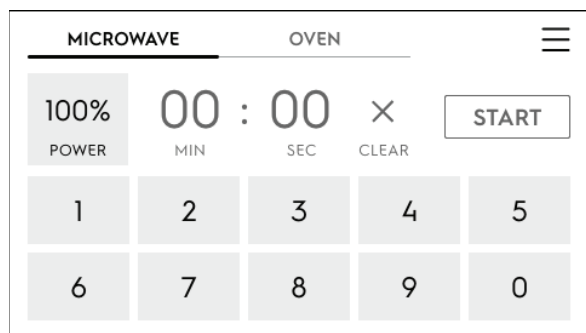 MICROWAVE OVEN
100% 00 : 00 × START
POWER MIN SEC CLEAR
1 2 3 4 5
6 7 8 9 0